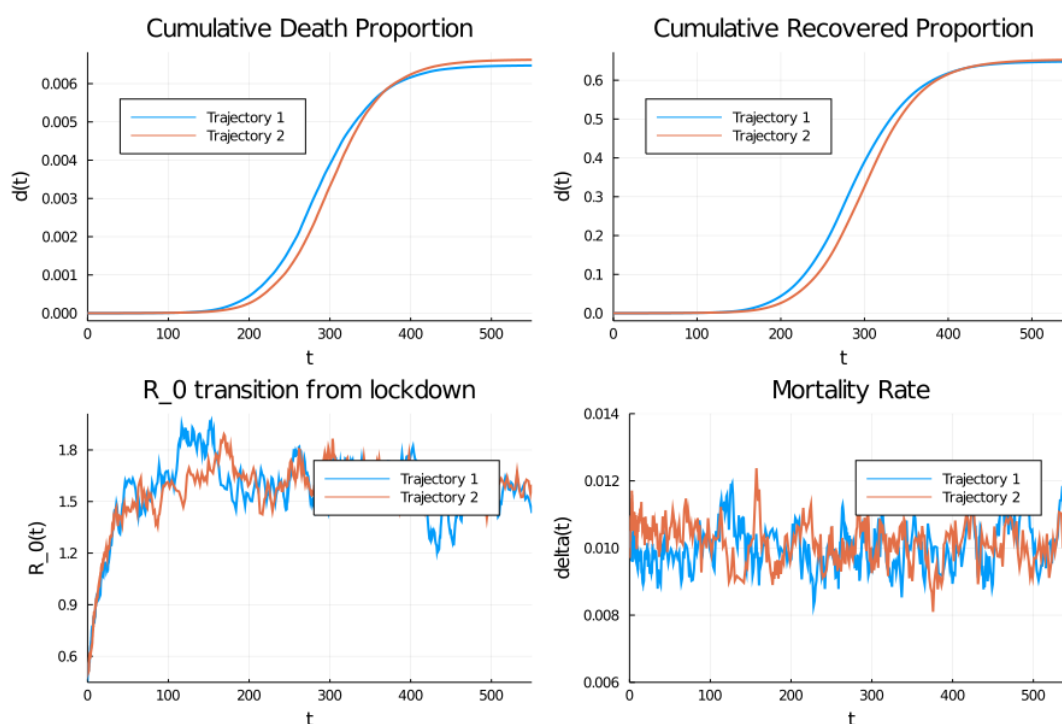 Cumulative Death Proportion
0.006
0.005
0.004
0.003
0.002
0.001
0.000
d(t)
Trajectory 1
Trajectory 2
0
100
200
300
400
500
t
Cumulative Recovered Proportion
0.6
0.5
0.4
0.3
0.2
0.1
0.0
d(t)
Trajectory 1
Trajectory 2
0
100
200
300
400
500
t
R_0 transition from lockdown
1.8
1.5
1.2
0.9
0.6
R_0(t)
Trajectory 1
Trajectory 2
0
100
200
300
400
500
t
Mortality Rate
0.014
0.012
0.010
0.008
0.006
delta(t)
Trajectory 1
Trajectory 2
0
100
200
300
400
500
t